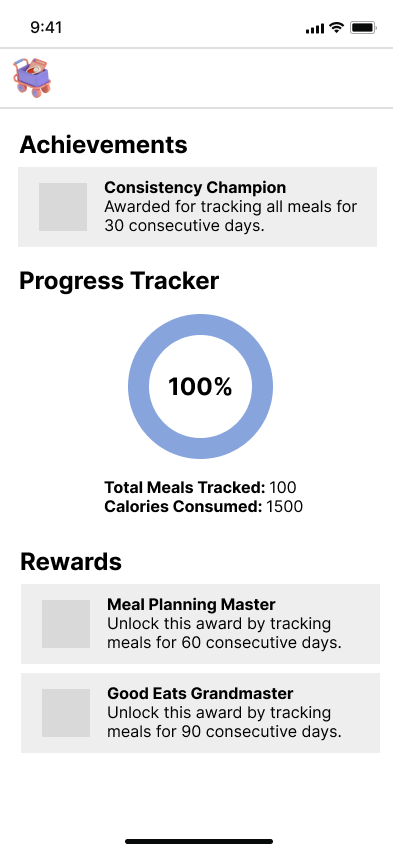 9:41
Achievements
Consistency Champion
Awarded for tracking all meals for
30 consecutive days.
Progress Tracker
100%
Total Meals Tracked: 100
Calories Consumed: 1500
Rewards
Meal Planning Master
Unlock this award by tracking
meals for 60 consecutive days.
Good Eats Grandmaster
Unlock this award by tracking
meals for 90 consecutive days.